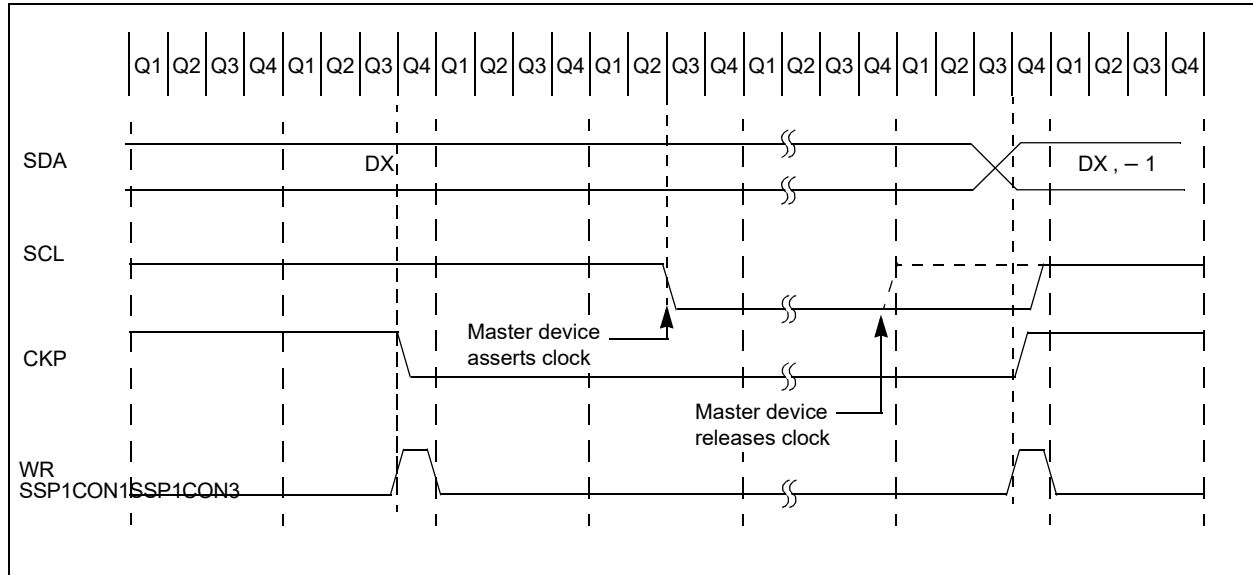 Q1 Q2 Q3 Q4 Q1 Q2 Q3 Q4 Q1 Q2 Q3 Q4 Q1 Q2 Q3 Q4 Q1 Q2 Q3 Q4 Q1 Q2 Q3 Q4 Q1 Q2 Q3 Q4
SDA
DX
DX , – 1
SCL
Master device
asserts clock
CKP
Master device
releases clock
WR
SSP1CON1SSP1CON3